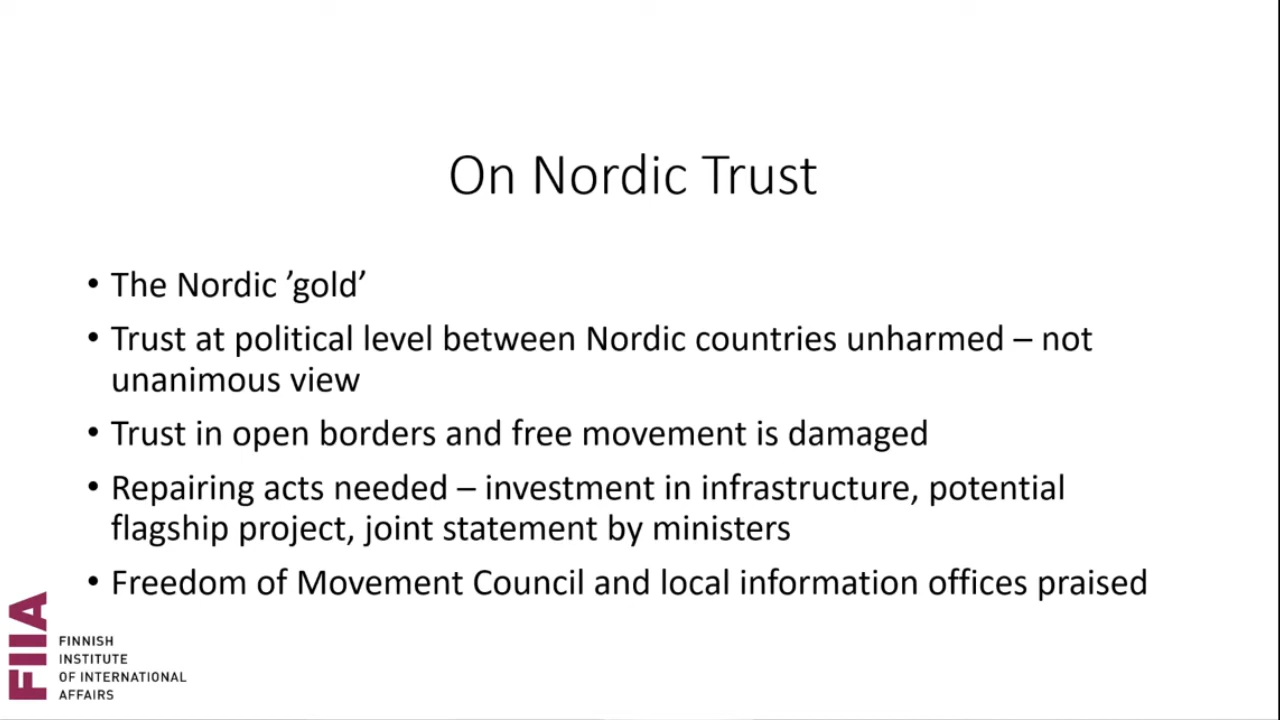 On Nordic Trust
• The Nordic ’gold’
• Trust at political level between Nordic countries unharmed – not
unanimous view
• Trust in open borders and free movement is damaged
• Repairing acts needed – investment in infrastructure, potential
flagship project, joint statement by ministers
• Freedom of Movement Council and local information offices praised
FIIA
FINNISH
INSTITUTE
OF INTERNATIONAL
AFFAIRS